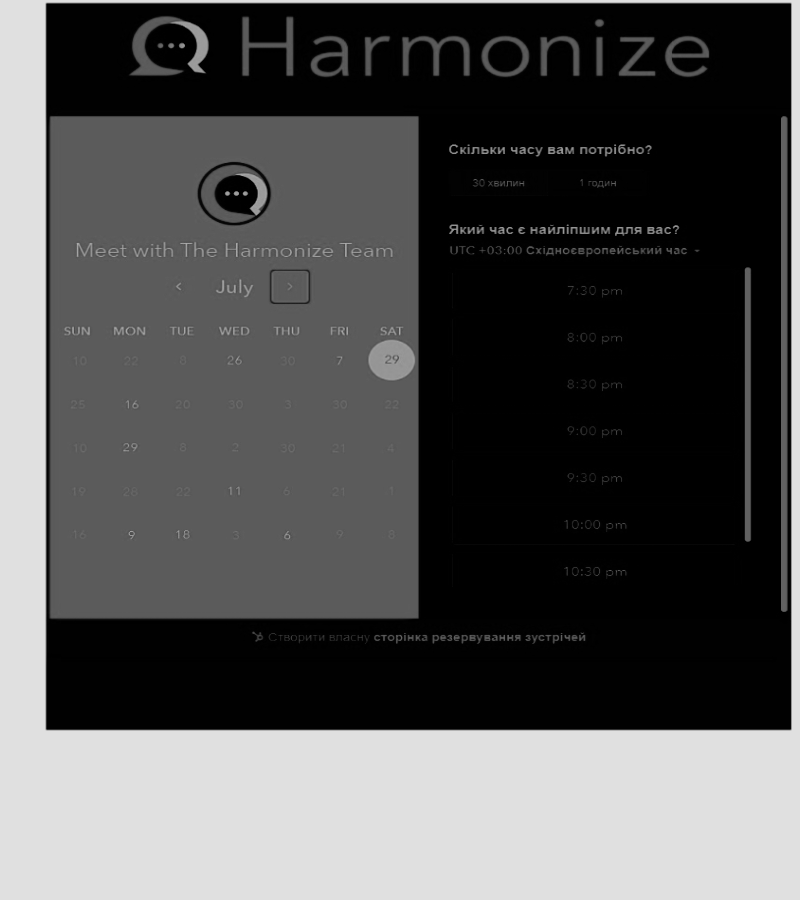 Harmonize
Meet with The Harmonize Team
July
SUN MON TUE WED THU FRI SAT
10 22 8 26 30 7 29
25 16 20 30 3 30 22
10 29 8 2 30 21 4
19 26 22 11 6 21 1
16 9 18 3 6 9 8
Скільки часу вам потрібно?
30 хвилин 1 годин
Який час є найліпшим для вас?
UTC +03:00 Східноєвропейський час
7:30 pm
8:00 pm
8:30 pm
9:00 pm
9:30 pm
10:00 pm
10:30 pm
Створити власну сторінка резервування зустрічей